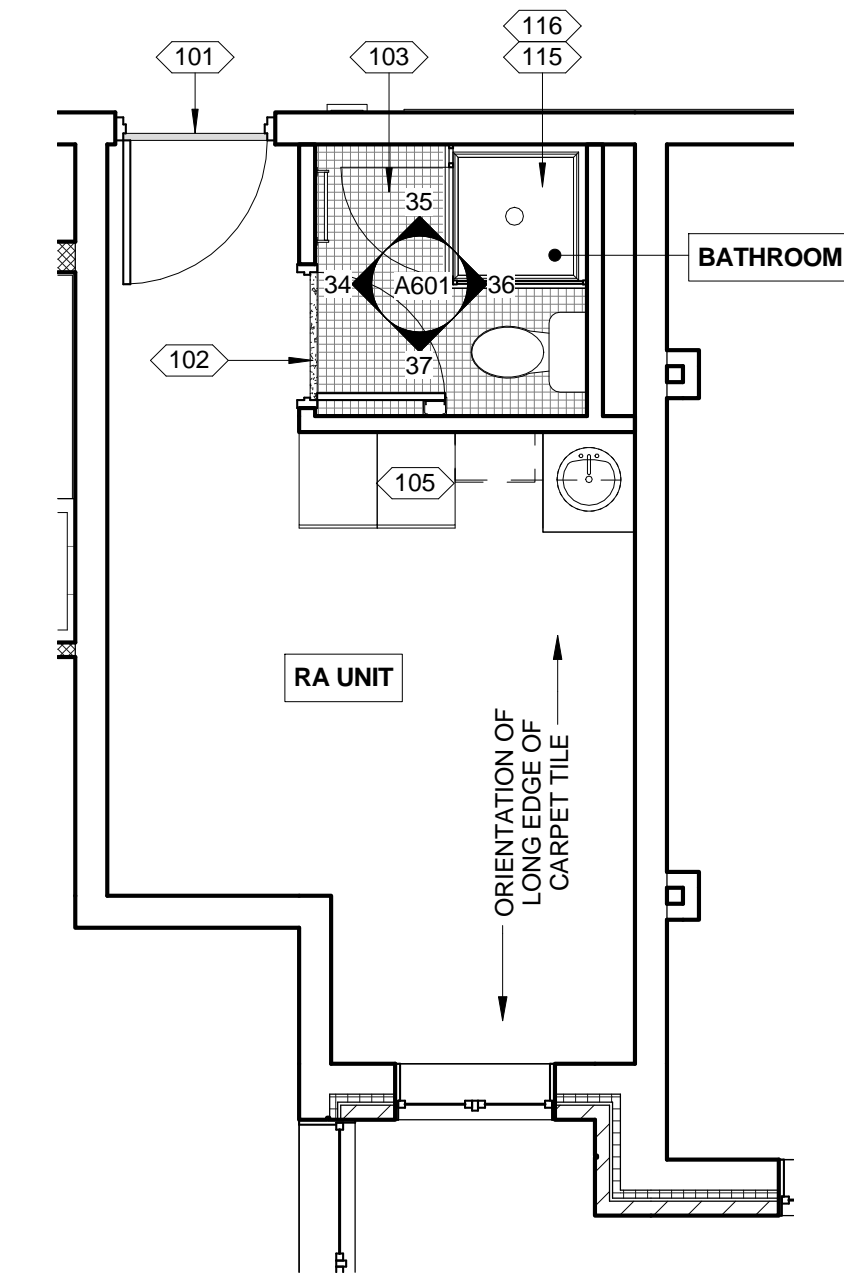 116
101
103
115
35
BATHROOM
34
A601
36
102
37
105
RA UNIT
ORIENTATION OF
LONG EDGE OF
CARPET TILE